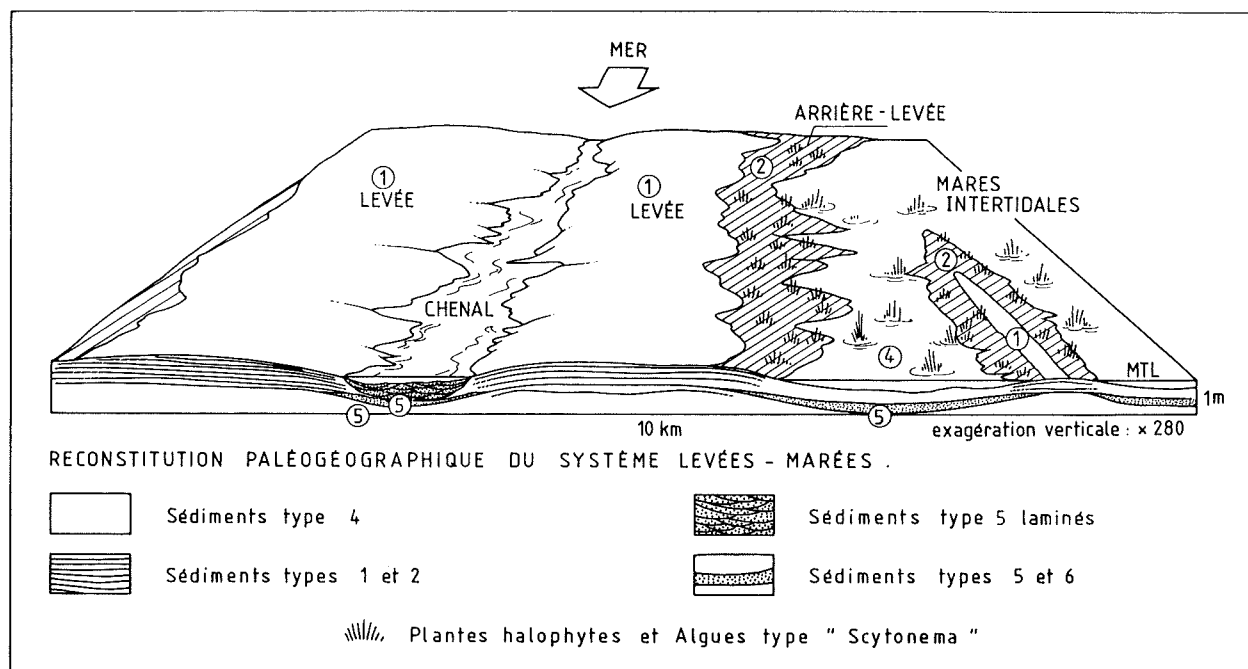 MER
ARRIÈRE-LEVÉE
②
① LEVÉE
① LEVÉE
MARES INTERTIDALES
②
CHENAL
①
④
MTL
⑤
⑤
⑤
1m
10 km
exagération verticale : × 280
RECONSTITUTION PALÉOGÉOGRAPHIQUE DU SYSTÈME LEVÉES - MARÉES .
Sédiments type 4
Sédiments type 5 laminés
Sédiments types 1 et 2
Sédiments types 5 et 6
Plantes halophytes et Algues type " Scytonema "